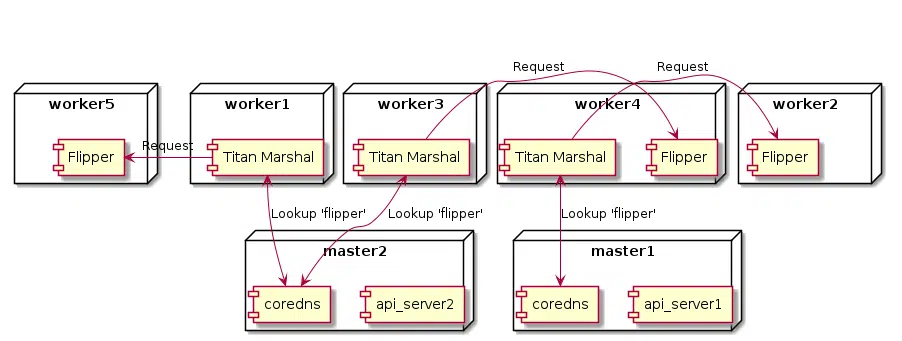 Request
Request
worker5
worker1
worker3
worker4
worker2
Request
Flipper
Titan Marshal
Titan Marshal
Titan Marshal
Flipper
Flipper
Lookup 'flipper'
Lookup 'flipper'
Lookup 'flipper'
master2
master1
coredns
api_server2
coredns
api_server1